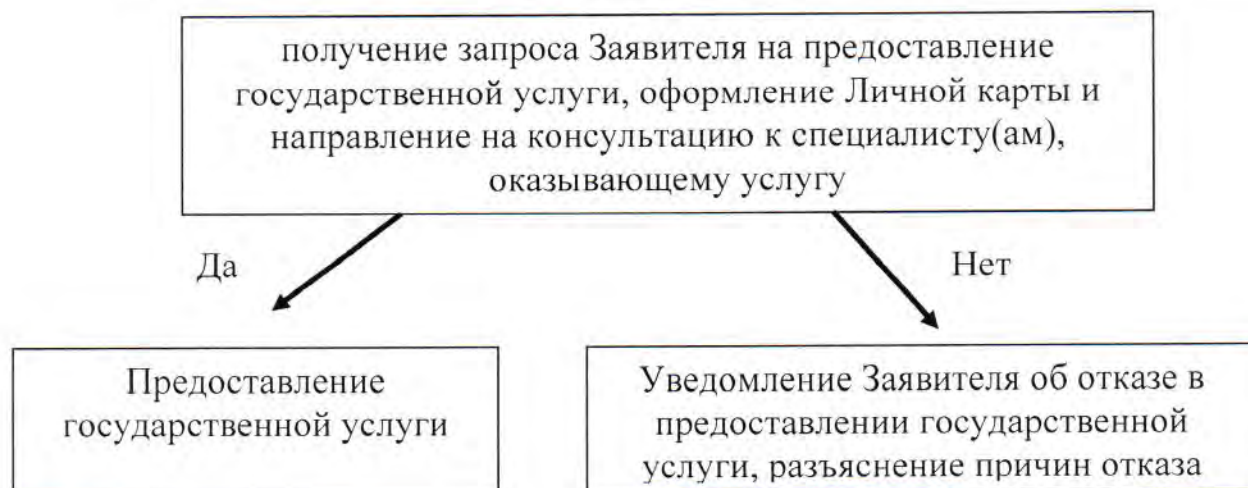 получение запроса Заявителя на предоставление
государственной услуги, оформление Личной карты и
направление на консультацию к специалисту(ам),
оказывающему услугу
Да
Нет
Предоставление
государственной услуги
Уведомление Заявителя об отказе в
предоставлении государственной
услуги, разъяснение причин отказа